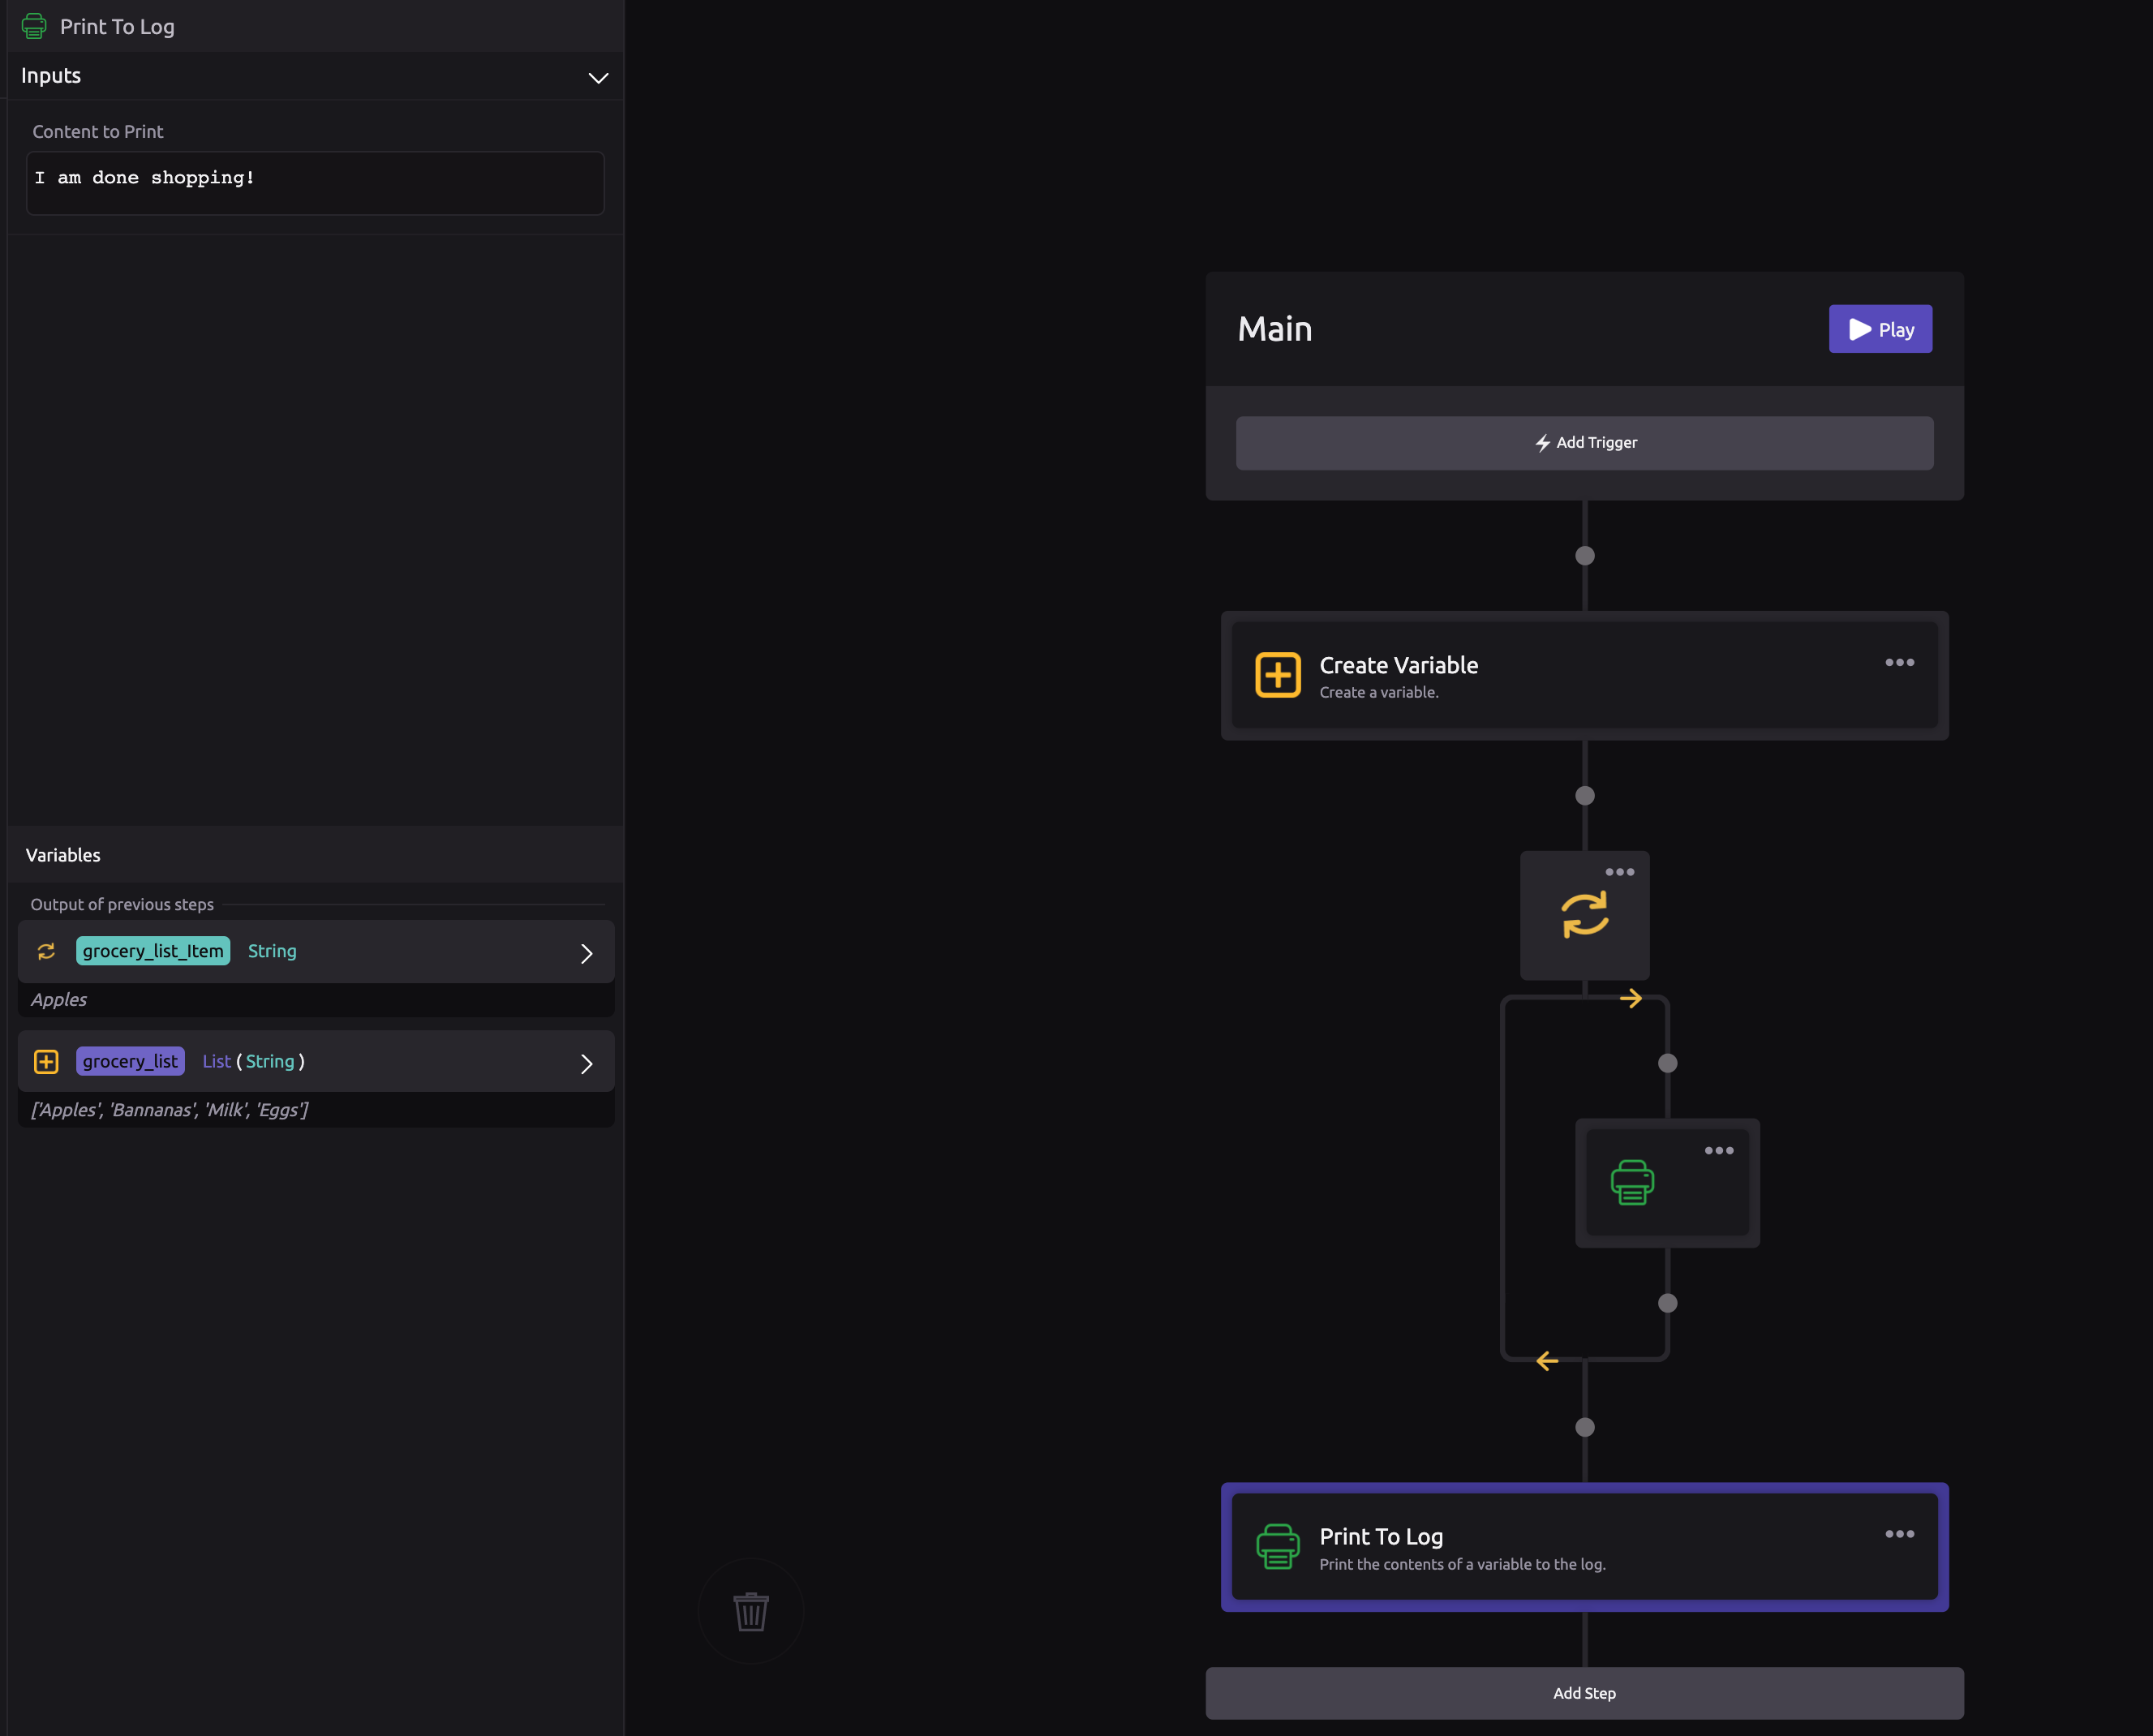 Print To Log
Inputs
Content to Print
I am done shopping!
Variables
Output of previous steps
grocery_list_Item String
Apples
grocery_list List ( String )
['Apples', 'Bannanas', 'Milk', 'Eggs']
Main
Play
Add Trigger
Create Variable
Create a variable.
Print To Log
Print the contents of a variable to the log.
Add Step